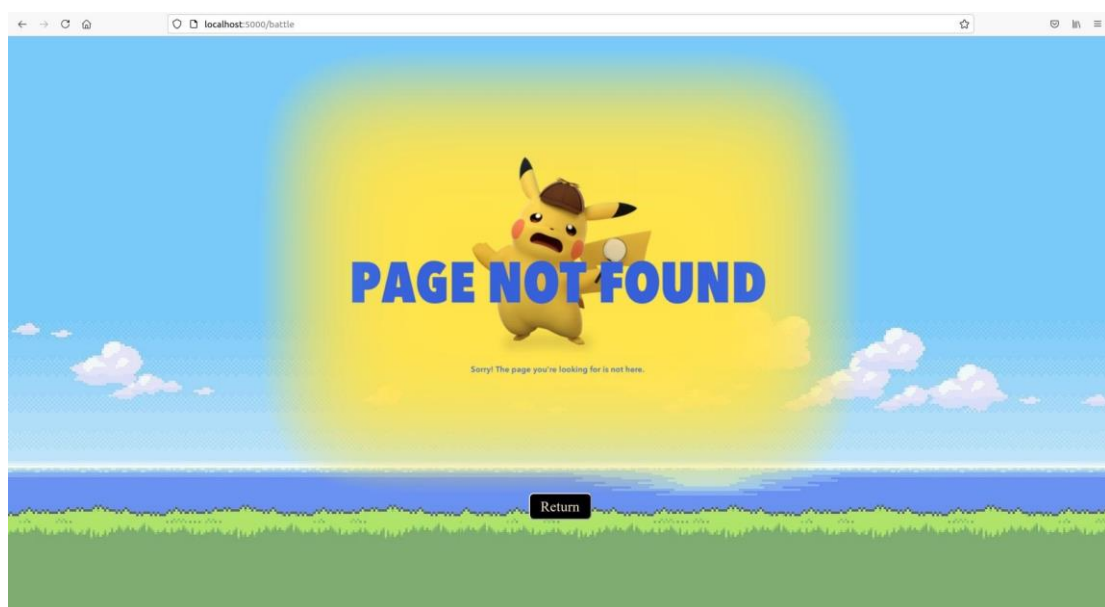 localhost:5000/battle
PAGE NOT FOUND
Sorry! The page you're looking for is not here.
Return